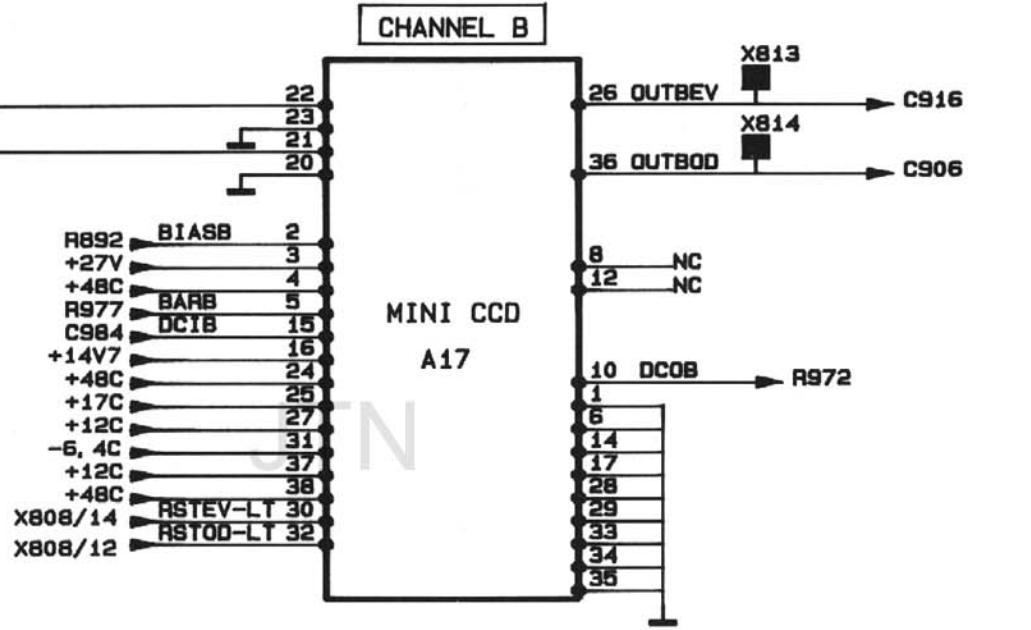 CHANNEL B
X813
22
26 OUTBEV
C916
23
X814
21
20
36 OUTBOD
C906
R892 BIASB 2
+27V 3
8 NC
+48C 4
12 NC
R977 BARB 5
C984 DCIB 15
MINI CCD
+14V7 16
A17
+48C 24
10 DCOB R972
+17C 25
1
+12C 27
6
-6, 4C 31
14
+12C 37
17
+48C 38
28
X808/14 RSTEV-LT 30
29
X808/12 RSTOD-LT 32
33
34
35
JTN